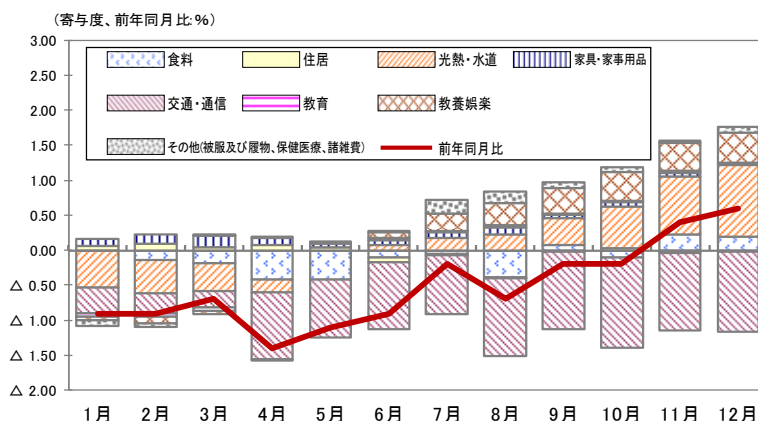 （寄与度、前年同月比:％）
3.00
2.50
2.00
1.50
1.00
0.50
0.00
△ 0.50
△ 1.00
△ 1.50
△ 2.00
食料
住居
光熱・水道
家具・家事用品
交通・通信
教育
教養娯楽
その他(被服及び履物、保健医療、諸雑費)
前年同月比
1月 2月 3月 4月 5月 6月 7月 8月 9月 10月 11月 12月